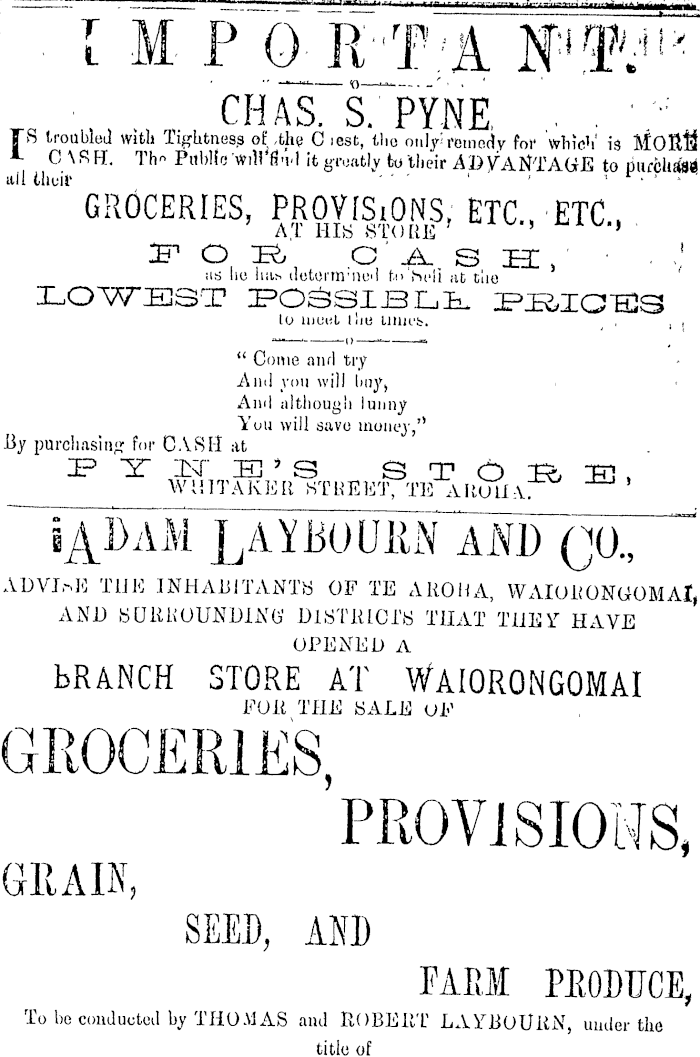 IMPORTANT.
CHAS. S. PYNE
IS troubled with Tightness of the Chest, the only remedy for which is MORE
CASH. The Public will find it greatly to their ADVANTAGE to purchase
all their
GROCERIES, PROVISIONS, ETC., ETC.,
AT HIS STORE
FOR CASH,
as he has determined to Sell at the
LOWEST POSSIBLE PRICES
to meet the times.
“ Come and try
And you will buy,
And although funny
You will save money,”
By purchasing for CASH at
PYNE'S STORE,
WHITAKER STREET, TE AROHA.
ADAM LAYBOURN AND CO.,
ADVISE THE INHABITANTS OF TE AROHA, WAIORONGOMAI,
AND SURROUNDING DISTRICTS THAT THEY HAVE
OPENED A
BRANCH STORE AT WAIORONGOMAI
FOR THE SALE OF
GROCERIES,
PROVISIONS,
GRAIN,
SEED, AND
FARM PRODUCE,
To be conducted by THOMAS and ROBERT LAYBOURN, under the
title of